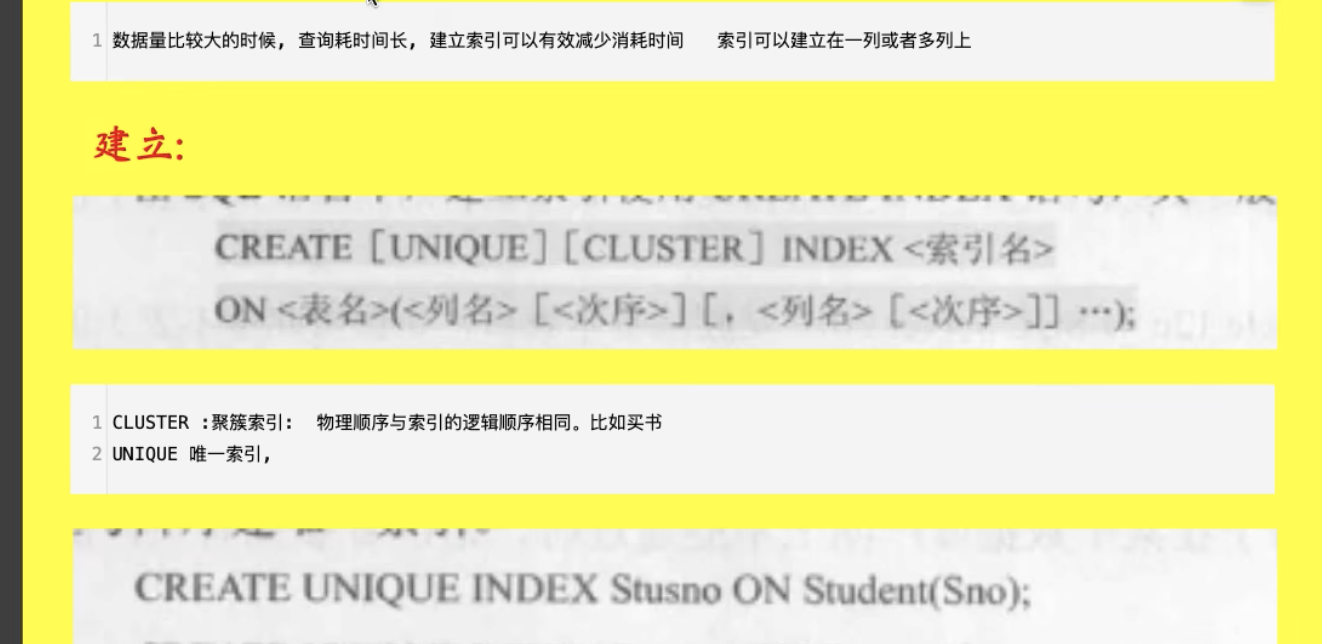 1 数据量比较大的时候, 查询耗时间长, 建立索引可以有效减少消耗时间 索引可以建立在一列或者多列上
建立:
CREATE [UNIQUE] [CLUSTER] INDEX <索引名>
ON <表名>(<列名> [<次序>] [, <列名> [<次序>]] …);
1 CLUSTER :聚簇索引: 物理顺序与索引的逻辑顺序相同。比如买书
2 UNIQUE 唯一索引,
CREATE UNIQUE INDEX Stusno ON Student(Sno);